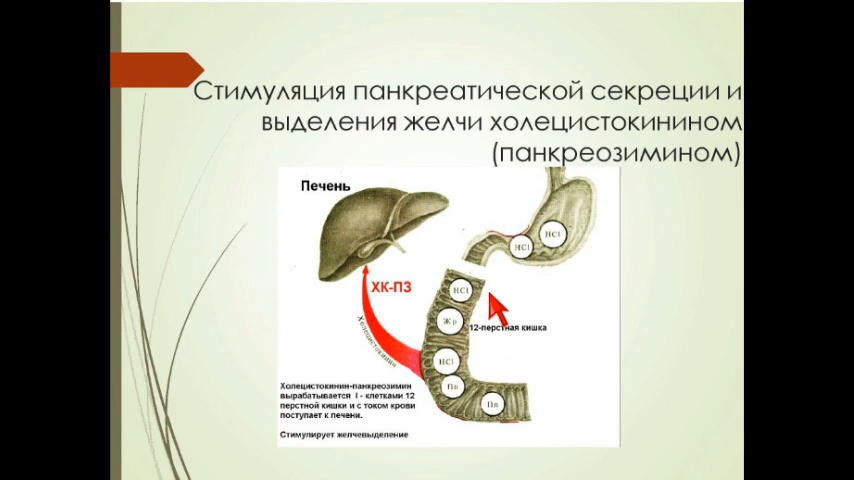 Стимуляция панкреатической секреции и
выделения желчи холецистокинином
(панкреозимином)
Печень
HCl
HCl
ХК-ПЗ
HCl
Жр
12-перстная кишка
Холецистокинин
HCl
Пп
Пп
Холецистокинин-панкреозимин
вырабатывается I - клетками 12
перстной кишки и с током крови
поступает к печени.
Стимулирует желчевыделение